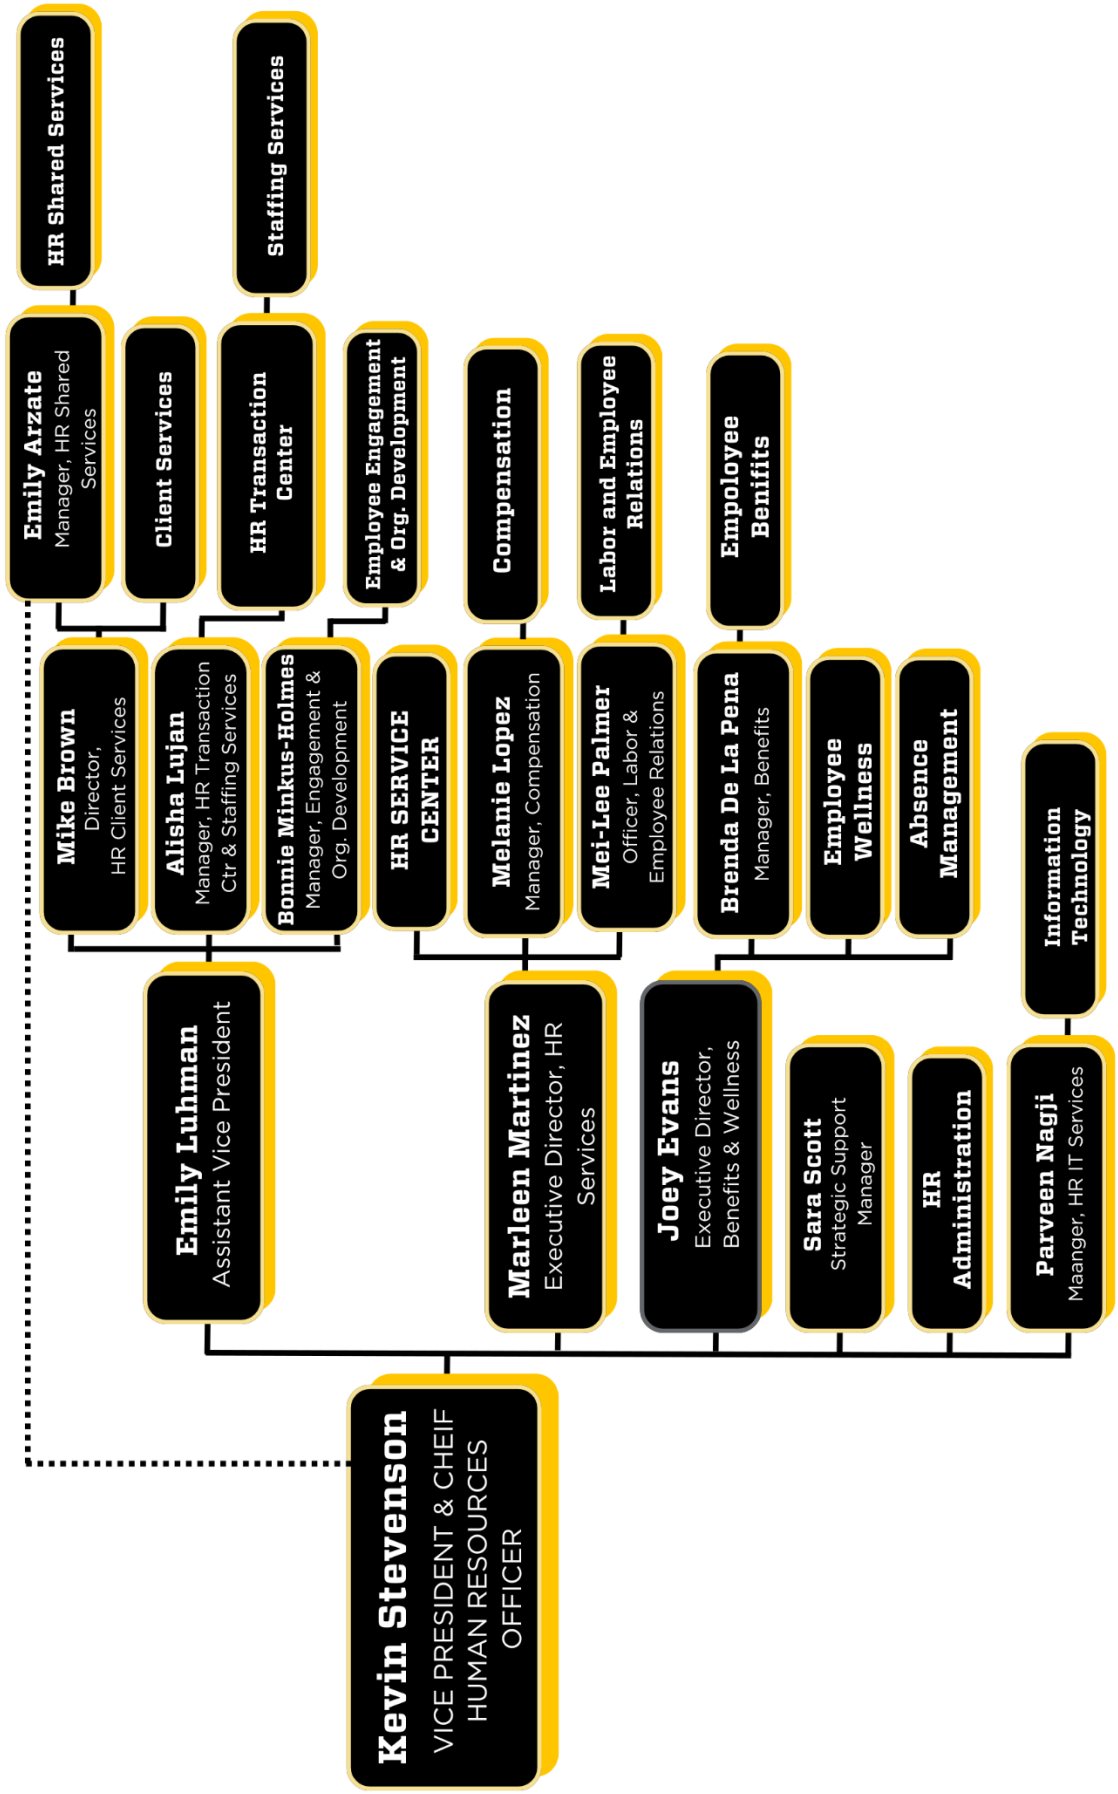 Kevin Stevenson
VICE PRESIDENT & CHEIF
HUMAN RESOURCES
OFFICER
Emily Luhman
Assistant Vice President
Mike Brown
Director,
HR Client Services
Emily Arzate
Manager, HR Shared
Services
HR Shared Services
Client Services
Alisha Lujan
Manager, HR Transaction
Ctr & Staffing Services
HR Transaction
Center
Staffing Services
Bonnie Minkus-Holmes
Manager, Engagement &
Org. Development
Employee Engagement
& Org. Development
Marleen Martinez
Executive Director, HR
Services
HR SERVICE
CENTER
Melanie Lopez
Manager, Compensation
Compensation
Mei-Lee Palmer
Officer, Labor &
Employee Relations
Labor and Employee
Relations
Joey Evans
Executive Director,
Benefits & Wellness
Brenda De La Pena
Manager, Benefits
Empoloyee
Benifits
Employee
Wellness
Absence
Management
Sara Scott
Strategic Support
Manager
HR
Administration
Parveen Nagji
Maanger, HR IT Services
Information
Technology